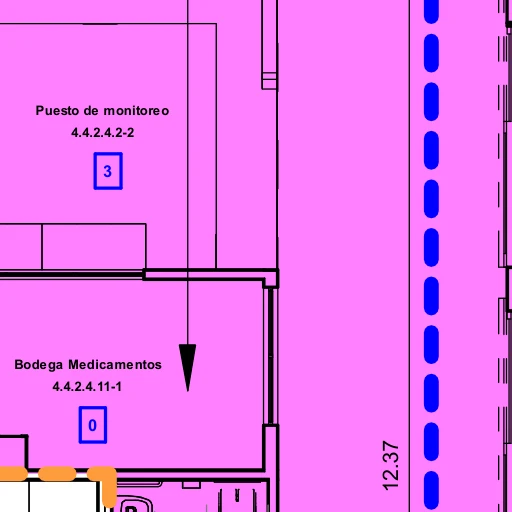 Puesto de monitoreo
4.4.2.4.2-2
3
Bodega Medicamentos
4.4.2.4.11-1
0
12.37